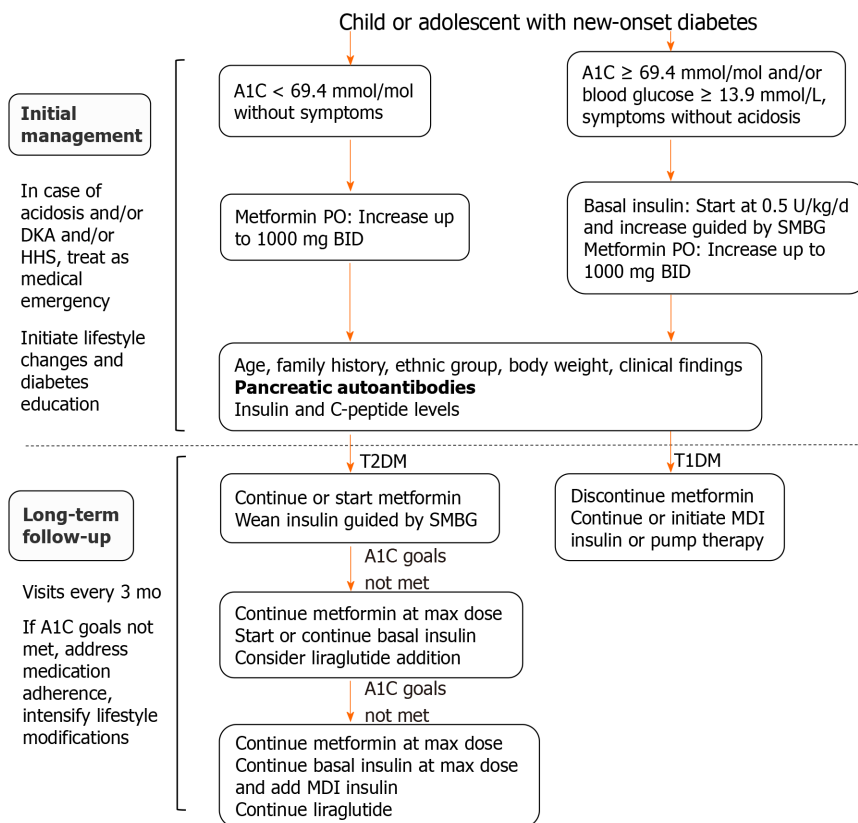 Child or adolescent with new-onset diabetes
Initial
management
In case of
acidosis and/or
DKA and/or
HHS, treat as
medical
emergency
Initiate lifestyle
changes and
diabetes
education
A1C < 69.4 mmol/mol
without symptoms
A1C ≥ 69.4 mmol/mol and/or
blood glucose ≥ 13.9 mmol/L,
symptoms without acidosis
Metformin PO: Increase up
to 1000 mg BID
Basal insulin: Start at 0.5 U/kg/d
and increase guided by SMBG
Metformin PO: Increase up to
1000 mg BID
Age, family history, ethnic group, body weight, clinical findings
Pancreatic autoantibodies
Insulin and C-peptide levels
Long-term
follow-up
Visits every 3 mo
If A1C goals not
met, address
medication
adherence,
intensify lifestyle
modifications
T2DM
T1DM
Continue or start metformin
Wean insulin guided by SMBG
Discontinue metformin
Continue or initiate MDI
insulin or pump therapy
A1C goals
not met
Continue metformin at max dose
Start or continue basal insulin
Consider liraglutide addition
A1C goals
not met
Continue metformin at max dose
Continue basal insulin at max dose
and add MDI insulin
Continue liraglutide